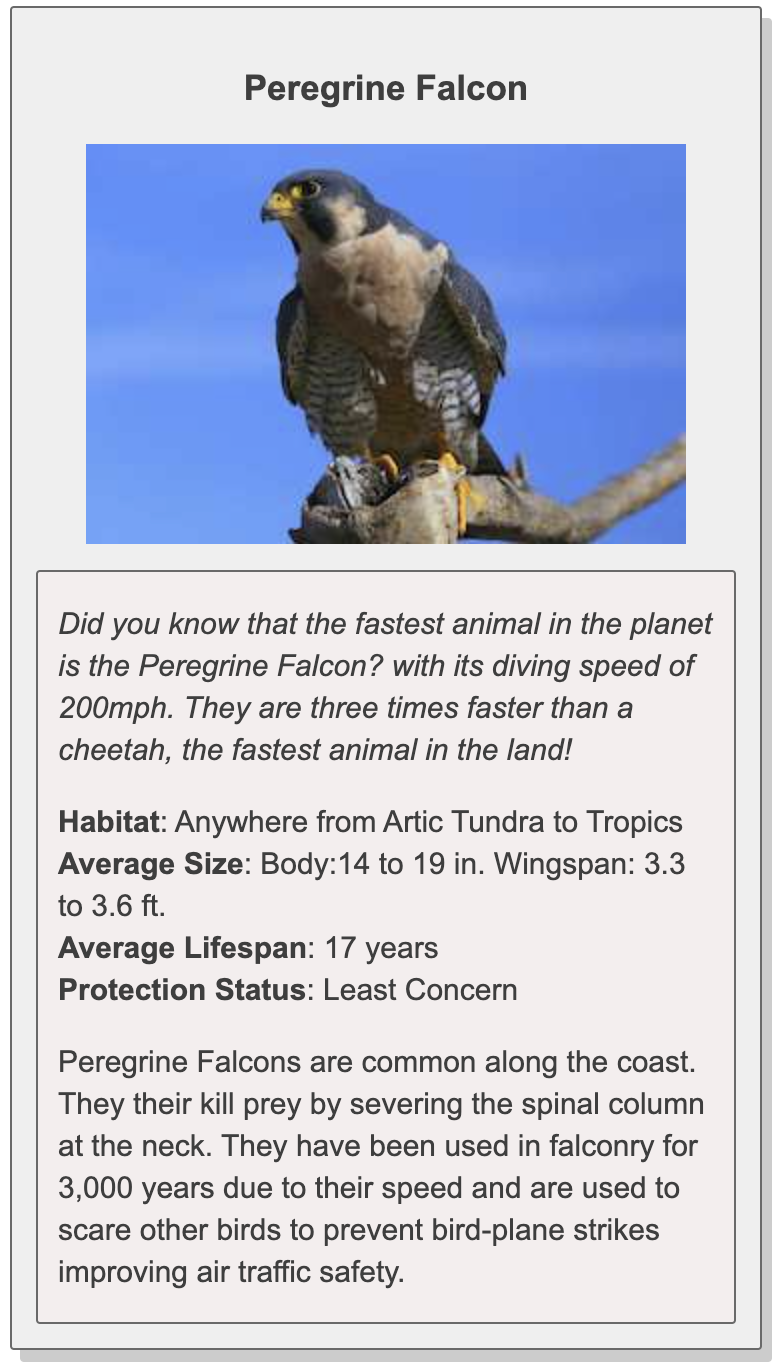 Peregrine Falcon
Did you know that the fastest animal in the planet
is the Peregrine Falcon? with its diving speed of
200mph. They are three times faster than a
cheetah, the fastest animal in the land!
Habitat: Anywhere from Artic Tundra to Tropics
Average Size: Body:14 to 19 in. Wingspan: 3.3
to 3.6 ft.
Average Lifespan: 17 years
Protection Status: Least Concern
Peregrine Falcons are common along the coast.
They their kill prey by severing the spinal column
at the neck. They have been used in falconry for
3,000 years due to their speed and are used to
scare other birds to prevent bird-plane strikes
improving air traffic safety.